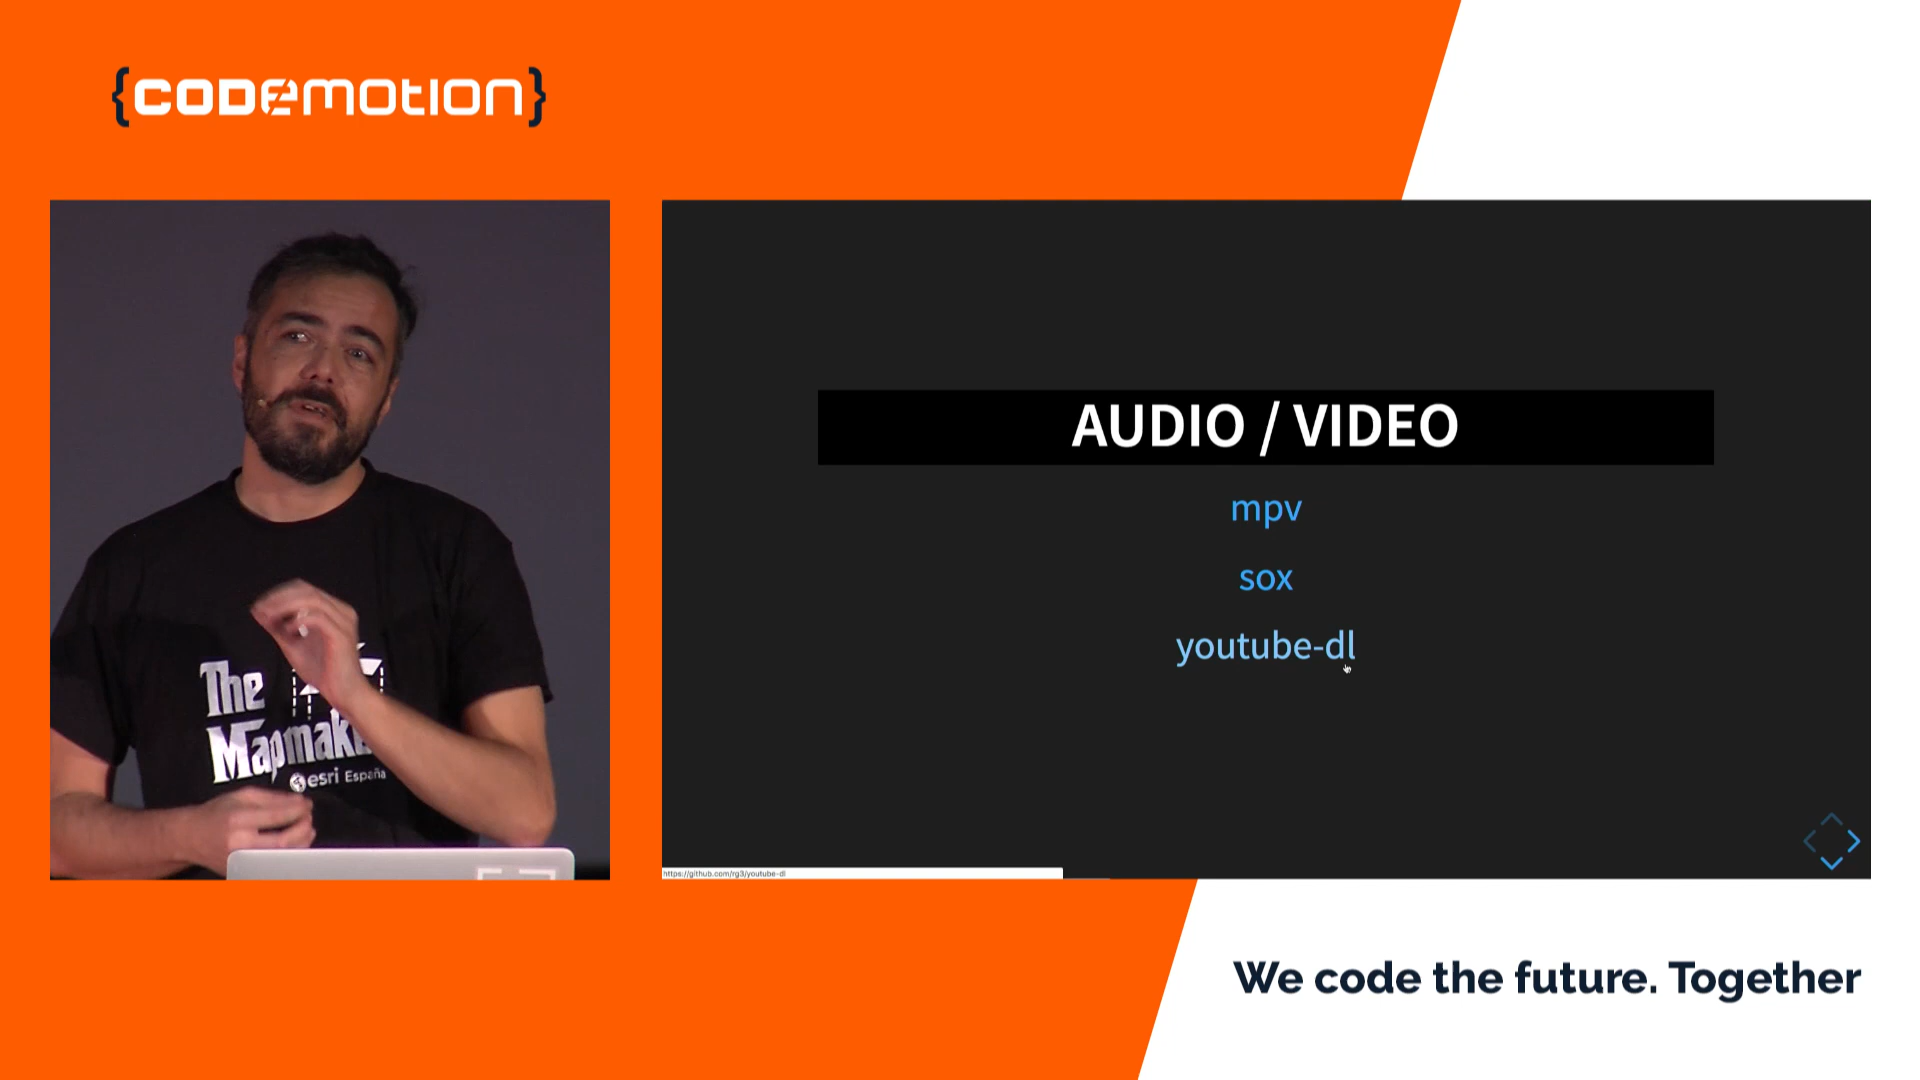 {CODEMOTION}
AUDIO / VIDEO
mpv
sox
youtube-dl
The
Mapmak
esri España
https://github.com/rg3/youtube-dl
We code the future. Together